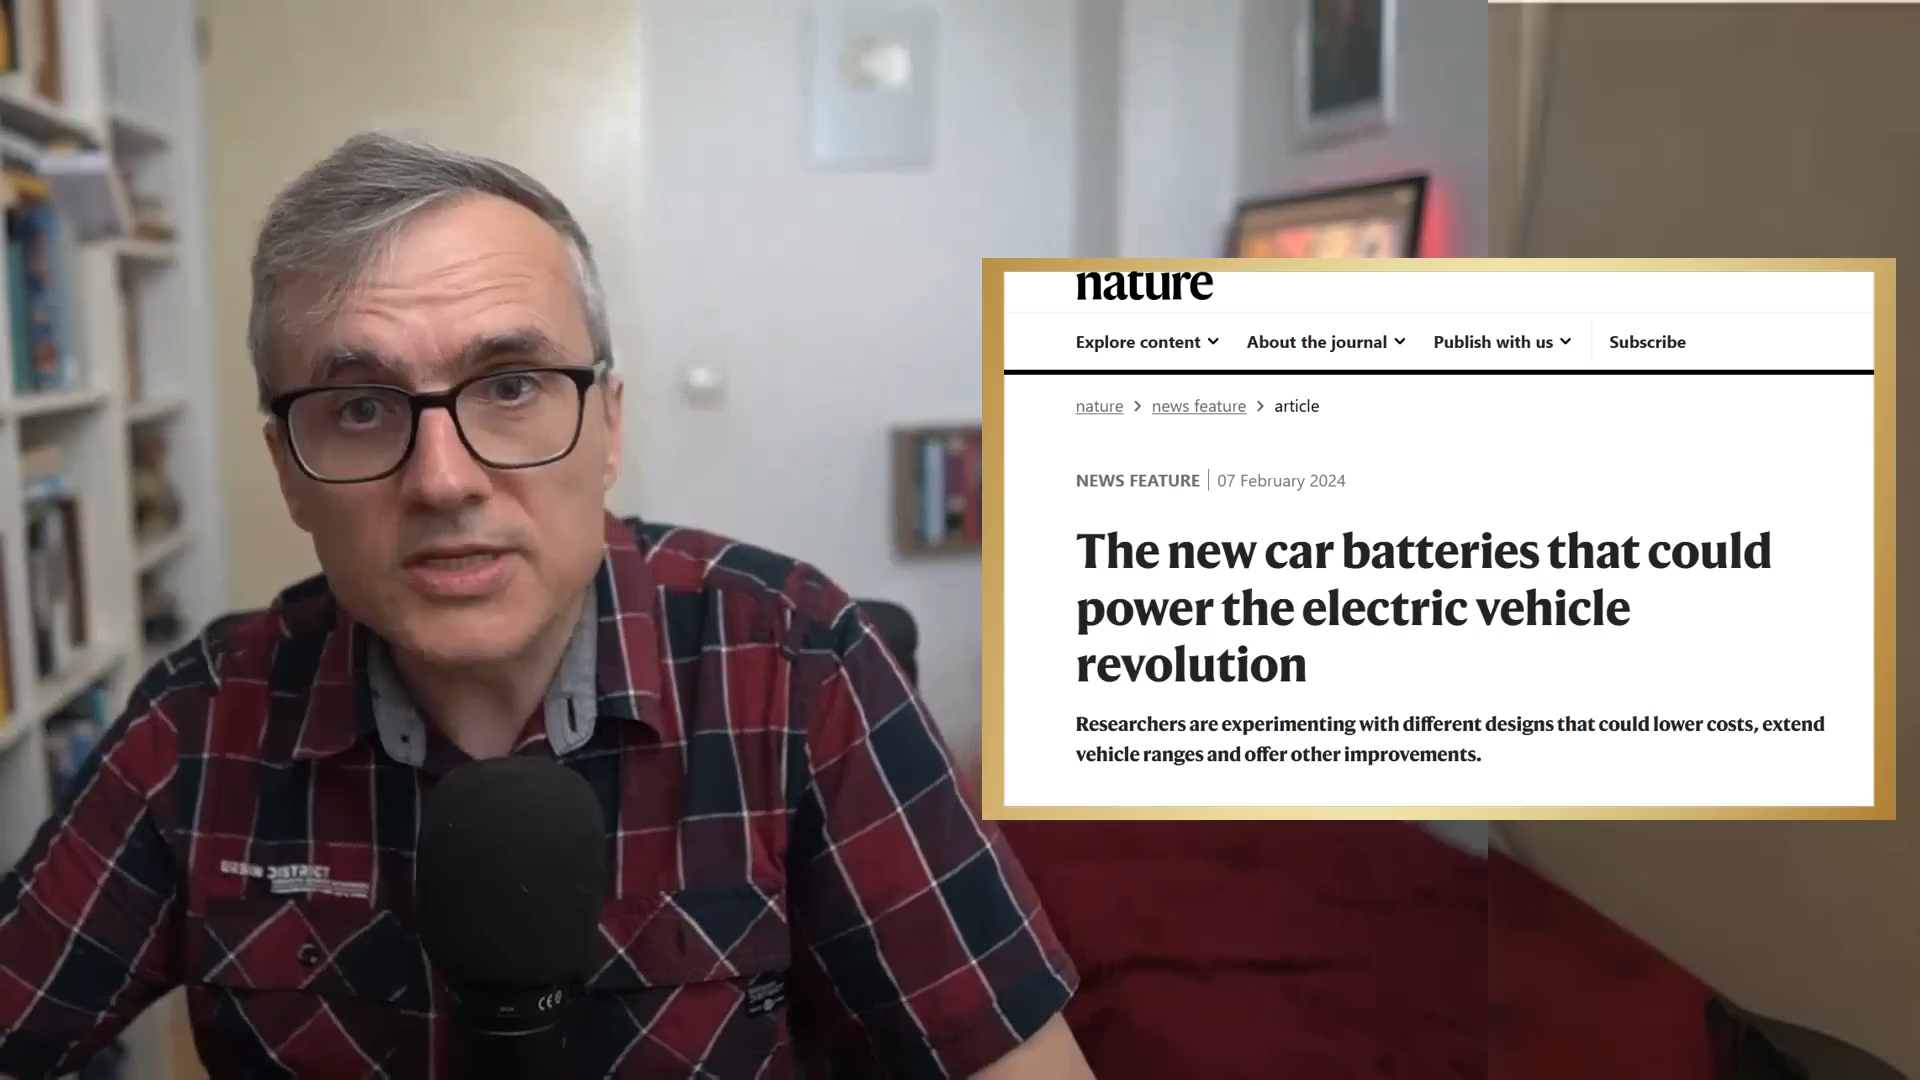 nature
Explore content
About the journal
Publish with us
Subscribe
nature > news feature > article
NEWS FEATURE | 07 February 2024
The new car batteries that could
power the electric vehicle
revolution
Researchers are experimenting with different designs that could lower costs, extend
vehicle ranges and offer other improvements.
URBAN DISTRICT
CE